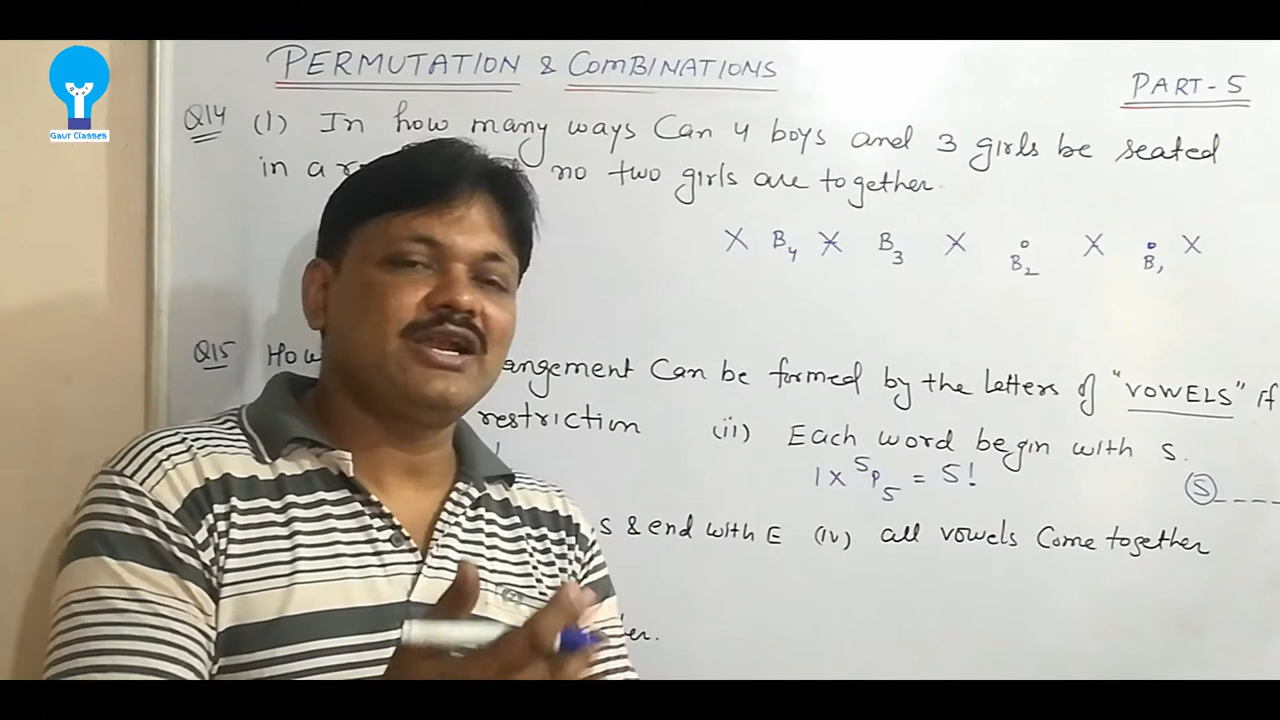 Gaur Classes
PERMUTATION & COMBINATIONS
PART-5
Q14 (1) In how many ways Can 4 boys and 3 girls be seated
in a no two girls are together.
X B4 X B3 X B2 X B1 X
Q15 Can be formed by the letters of "VOWELS" If
restriction (ii) Each word begin with S.
1 x 5P5 = 5! (S)_ _ _ _
S & end with E (iv) all vowels Come together